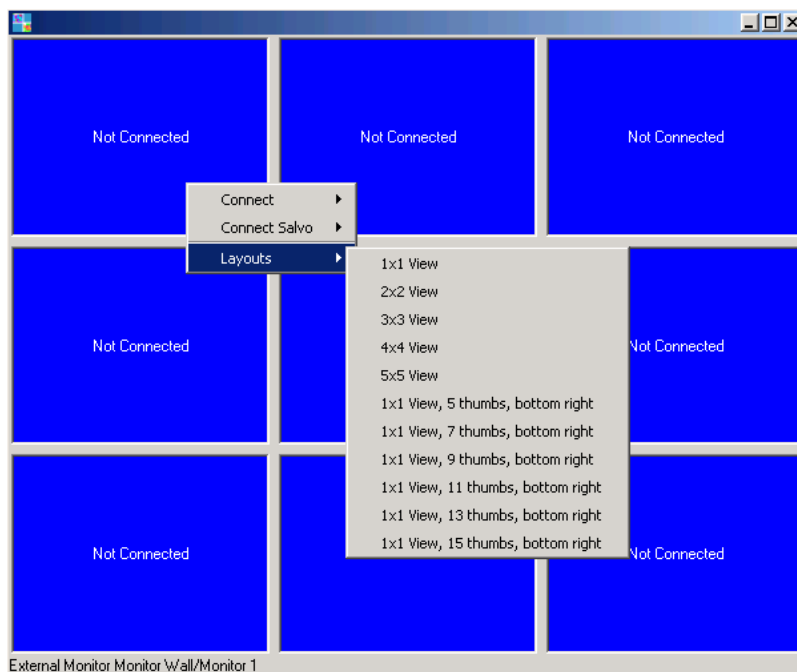 Not Connected
Not Connected
Not Connected
Connect
Connect Salvo
Layouts
1x1 View
2x2 View
3x3 View
4x4 View
5x5 View
1x1 View, 5 thumbs, bottom right
1x1 View, 7 thumbs, bottom right
1x1 View, 9 thumbs, bottom right
1x1 View, 11 thumbs, bottom right
1x1 View, 13 thumbs, bottom right
1x1 View, 15 thumbs, bottom right
Not Connected
Not Connected
Not Connected
Not Connected
External Monitor Monitor Wall/Monitor 1